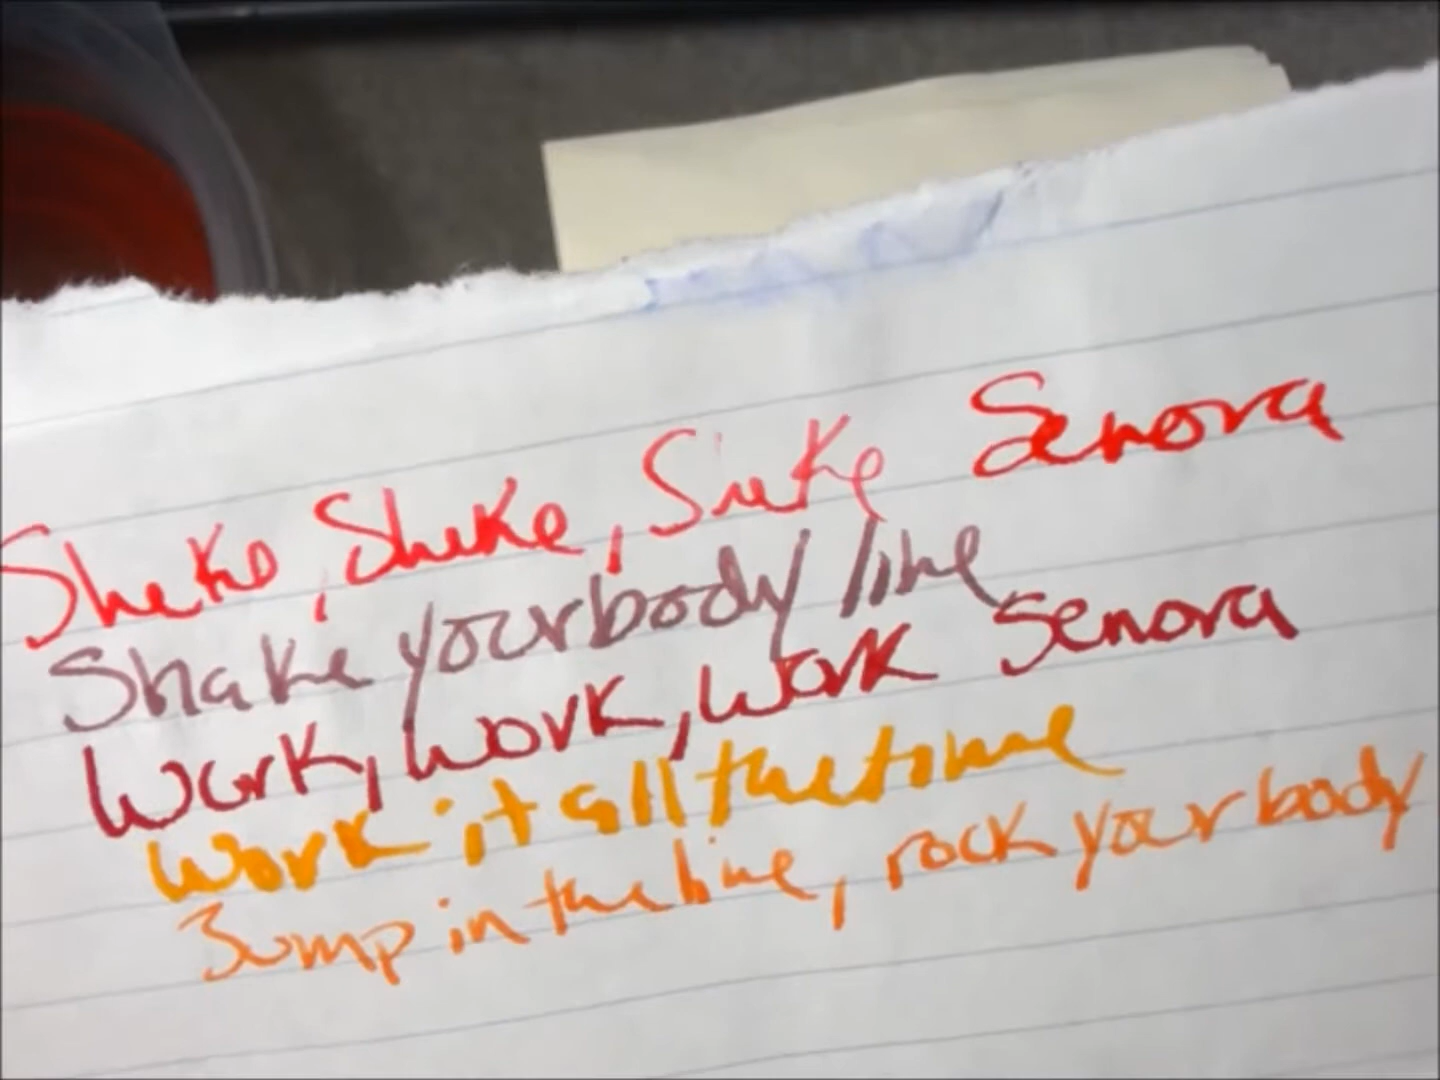 Shake, Shake, Shake Senora
Shake your body line
Work, work, work Senora
work it all the time
Jump in the line, rock your body